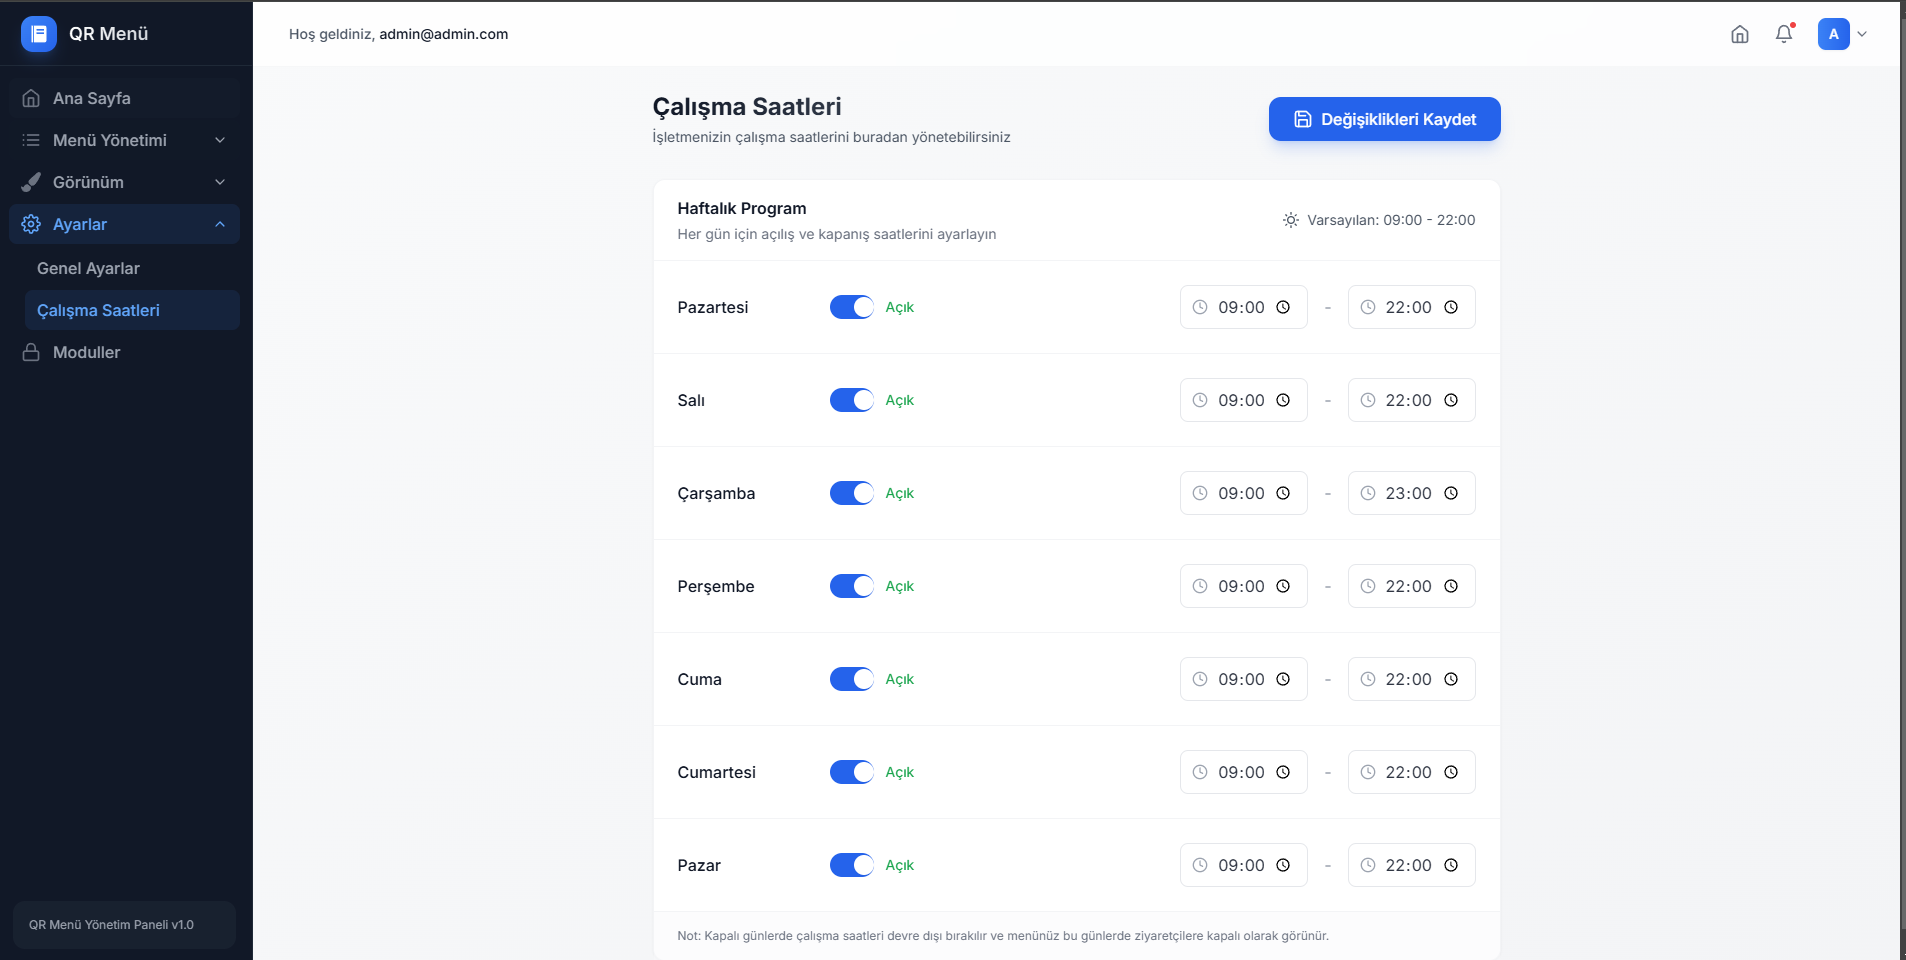 QR Menü
Hoş geldiniz, admin@admin.com
A
Ana Sayfa
Menü Yönetimi
Görünüm
Ayarlar
Genel Ayarlar
Çalışma Saatleri
Moduller
QR Menü Yönetim Paneli v1.0
Çalışma Saatleri
İşletmenizin çalışma saatlerini buradan yönetebilirsiniz
Değişiklikleri Kaydet
Haftalık Program
Her gün için açılış ve kapanış saatlerini ayarlayın
Varsayılan: 09:00 - 22:00
Pazartesi Açık 09:00 - 22:00
Salı Açık 09:00 - 22:00
Çarşamba Açık 09:00 - 23:00
Perşembe Açık 09:00 - 22:00
Cuma Açık 09:00 - 22:00
Cumartesi Açık 09:00 - 22:00
Pazar Açık 09:00 - 22:00
Not: Kapalı günlerde çalışma saatleri devre dışı bırakılır ve menünüz bu günlerde ziyaretçilere kapalı olarak görünür.